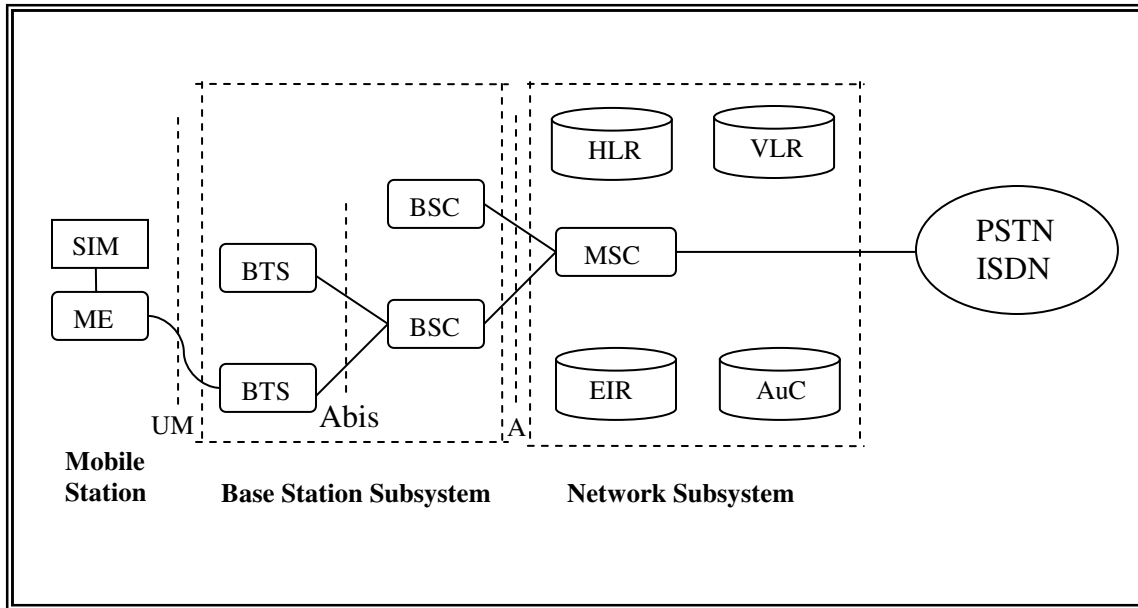 HLR
VLR
BSC
SIM
BTS
MSC
PSTN
ISDN
ME
BSC
BTS
EIR
AuC
UM
Abis
A
Mobile
Station
Base Station Subsystem
Network Subsystem